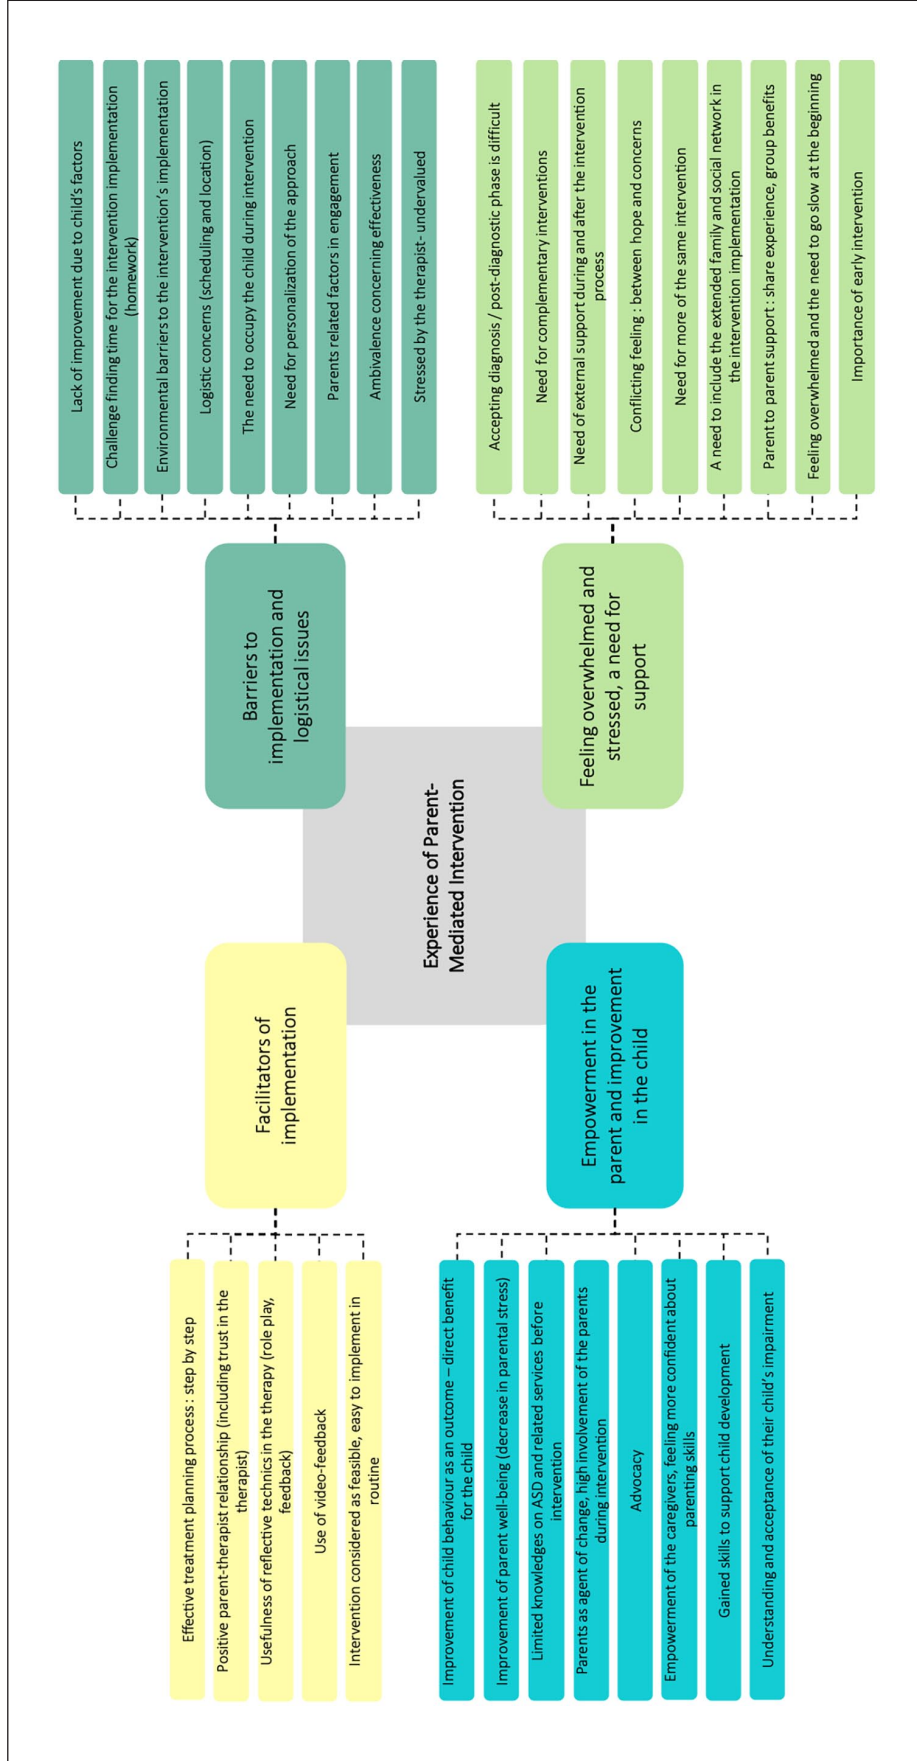 Effective treatment planning process : step by step
Positive parent-therapist relationship (including trust in the
therapist)
Usefulness of reflective technics in the therapy (role play,
feedback)
Use of video-feedback
Intervention considered as feasible, easy to implement in
routine
Facilitators of
implementation
Barriers to
implementation and
logistical issues
Lack of improvement due to child's factors
Challenge finding time for the intervention implementation
(homework)
Environmental barriers to the intervention's implementation
Logistic concerns (scheduling and location)
The need to occupy the child during intervention
Need for personalization of the approach
Parents related factors in engagement
Ambivalence concerning effectiveness
Stressed by the therapist- undervalued
Experience of Parent-
Mediated Intervention
Improvement of child behaviour as an outcome – direct benefit
for the child
Improvement of parent well-being (decrease in parental stress)
Limited knowledges on ASD and related services before
intervention
Parents as agent of change, high involvement of the parents
during intervention
Advocacy
Empowerment of the caregivers, feeling more confident about
parenting skills
Gained skills to support child development
Understanding and acceptance of their child's impairment
Empowerment in the
parent and improvement
in the child
Feeling overwhelmed and
stressed, a need for
support
Accepting diagnosis / post-diagnostic phase is difficult
Need for complementary interventions
Need of external support during and after the intervention
process
Conflicting feeling : between hope and concerns
Need for more of the same intervention
A need to include the extended family and social network in
the intervention implementation
Parent to parent support : share experience, group benefits
Feeling overwhelmed and the need to go slow at the beginning
Importance of early intervention